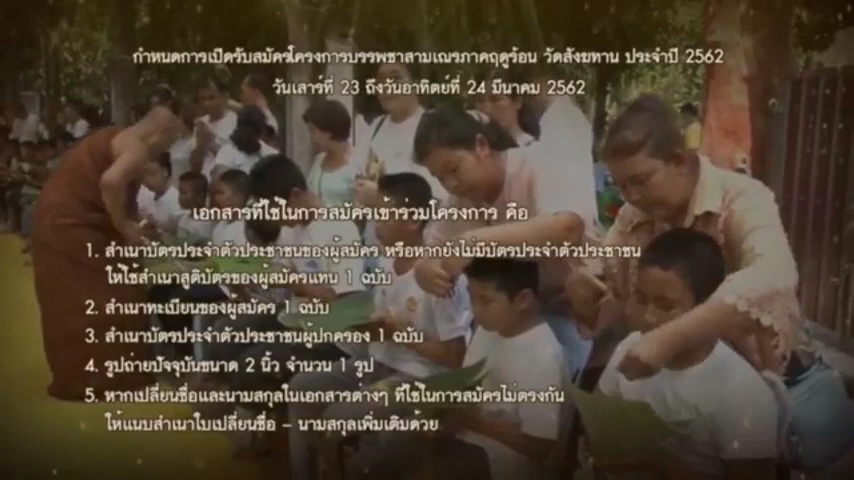 กำหนดการเปิดรับสมัครโครงการบรรพชาสามเณรภาคฤดูร้อน วัดสังฆทาน ประจำปี 2562
วันเสาร์ที่ 23 ถึงวันอาทิตย์ที่ 24 มีนาคม 2562
เอกสารที่ใช้ในการสมัครเข้าร่วมโครงการ คือ
1. สำเนาบัตรประจำตัวประชาชนของผู้สมัคร หรือหากยังไม่มีบัตรประจำตัวประชาชน
ให้ใช้สำเนาสูติบัตรของผู้สมัครแทน 1 ฉบับ
2. สำเนาทะเบียนของผู้สมัคร 1 ฉบับ
3. สำเนาบัตรประจำตัวประชาชนผู้ปกครอง 1 ฉบับ
4. รูปถ่ายปัจจุบันขนาด 2 นิ้ว จำนวน 1 รูป
5. หากเปลี่ยนชื่อและนามสกุลในเอกสารต่างๆ ที่ใช้ในการสมัครไม่ตรงกัน
ให้แนบสำเนาใบเปลี่ยนชื่อ – นามสกุลเพิ่มเติมด้วย